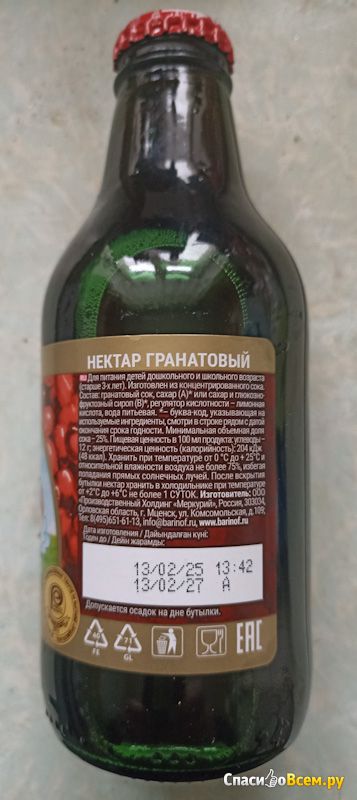 НЕКТАР ГРАНАТОВЫЙ
RU Для питания детей дошкольного и школьного возраста
(старше 3-х лет). Изготовлен из концентрированного сока.
Состав: гранатовый сок, сахар (А)* или сахар и глюкозно-
фруктозный сироп (В)*, регулятор кислотности – лимонная
кислота, вода питьевая. *– буква-код, указывающая на
используемые ингредиенты, смотри в строке рядом с датой
окончания срока годности. Минимальная объемная доля
сока – 25%. Пищевая ценность в 100 мл продукта: углеводы –
12 г; энергетическая ценность (калорийность): 204 кДж
(48 ккал). Хранить при температуре от 0 °С до +25 °С и
относительной влажности воздуха не более 75%, избегая
попадания прямых солнечных лучей. После вскрытия
бутылки нектар хранить в холодильнике при температуре
от +2°С до +6°С не более 1 СУТОК. Изготовитель: ООО
«Производственный Холдинг «Меркурий», Россия, 303034,
Орловская область, г. Мценск, ул. Комсомольская, д.109;
Тел: 8(495)651-61-13, info@barinof.ru, www.barinof.ru
Дата изготовления / Дайындалған күні:
Годен до / Дейін жарамды:
13/02/25 13:42
13/02/27 А
Допускается осадок на дне бутылки.
40
FE
71
GL
EAC
СпасибоВсем.ру